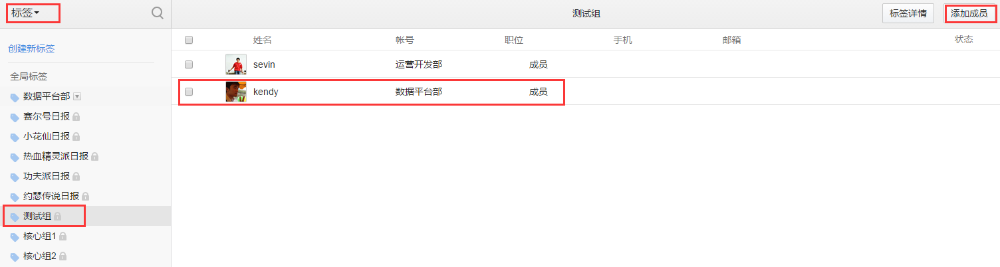 标签
测试组
标签详情
添加成员
创建新标签
全局标签
数据平台部
赛尔号日报
小花仙日报
热血精灵派日报
功夫派日报
约瑟传说日报
测试组
核心组1
核心组2
姓名 帐号 职位 手机 邮箱 状态
sevin 运营开发部 成员
kendy 数据平台部 成员